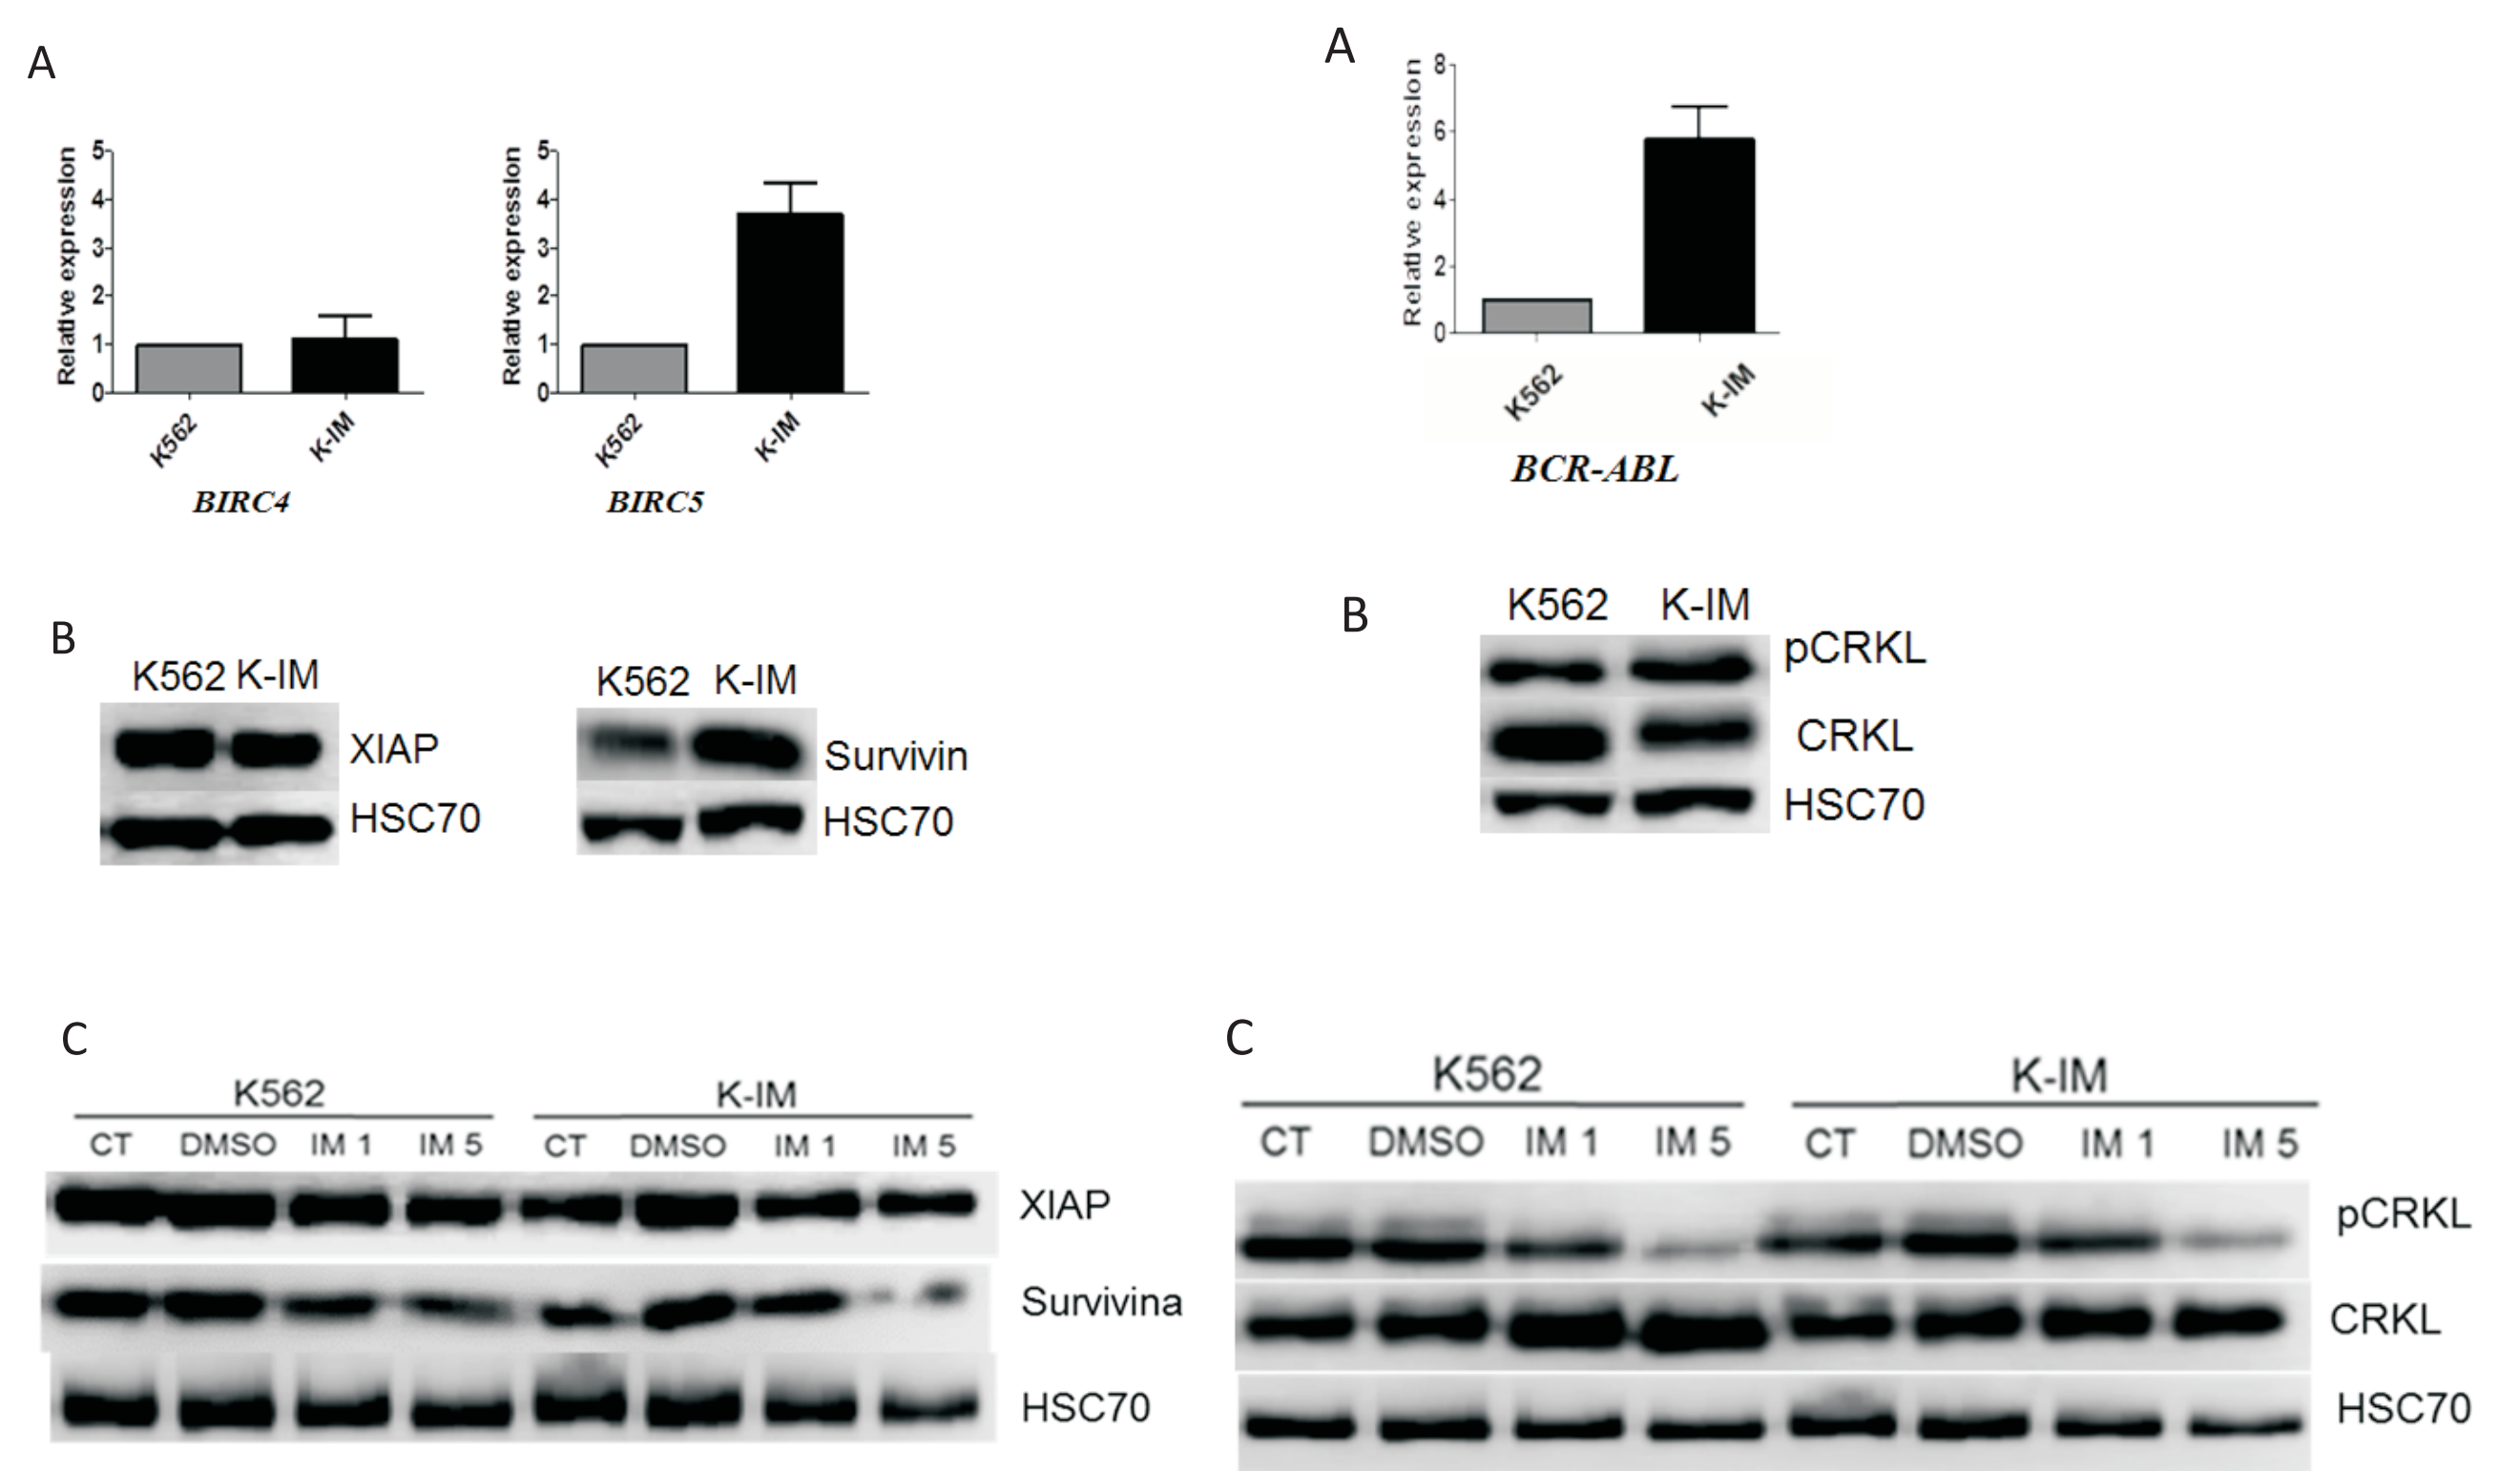 A
Relative expression
5
4
3
2
1
0
K562
K-IM
BIRC4
Relative expression
5
4
3
2
1
0
K562
K-IM
BIRC5
B
K562 K-IM
XIAP
HSC70
K562 K-IM
Survivin
HSC70
C
K562 K-IM
CT DMSO IM 1 IM 5 CT DMSO IM 1 IM 5
XIAP
Survivina
HSC70
A
Relative expression
8
6
4
2
0
K562
K-IM
BCR-ABL
B
K562 K-IM
pCRKL
CRKL
HSC70
C
K562 K-IM
CT DMSO IM 1 IM 5 CT DMSO IM 1 IM 5
pCRKL
CRKL
HSC70